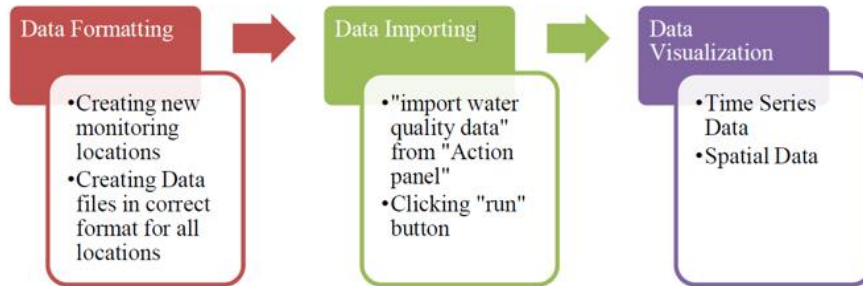 Data Formatting
•Creating new
monitoring
locations
•Creating Data
files in correct
format for all
locations
Data Importing
•"import water
quality data"
from "Action
panel"
•Clicking "run"
button
Data
Visualization
•Time Series
Data
•Spatial Data